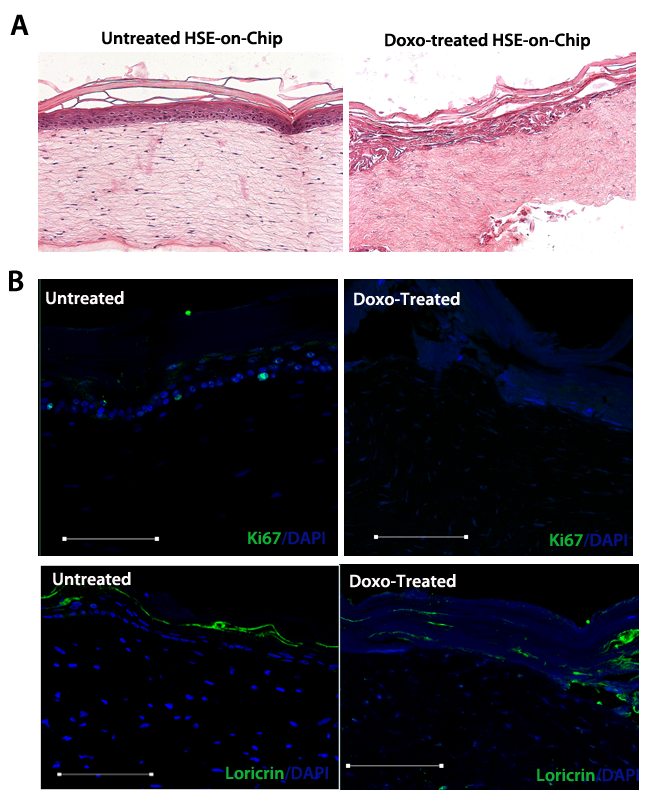 A
Untreated HSE-on-Chip
Doxo-treated HSE-on-Chip
B
Untreated
Doxo-Treated
Ki67/DAPI
Ki67/DAPI
Untreated
Doxo-Treated
Loricrin/DAPI
Loricrin/DAPI